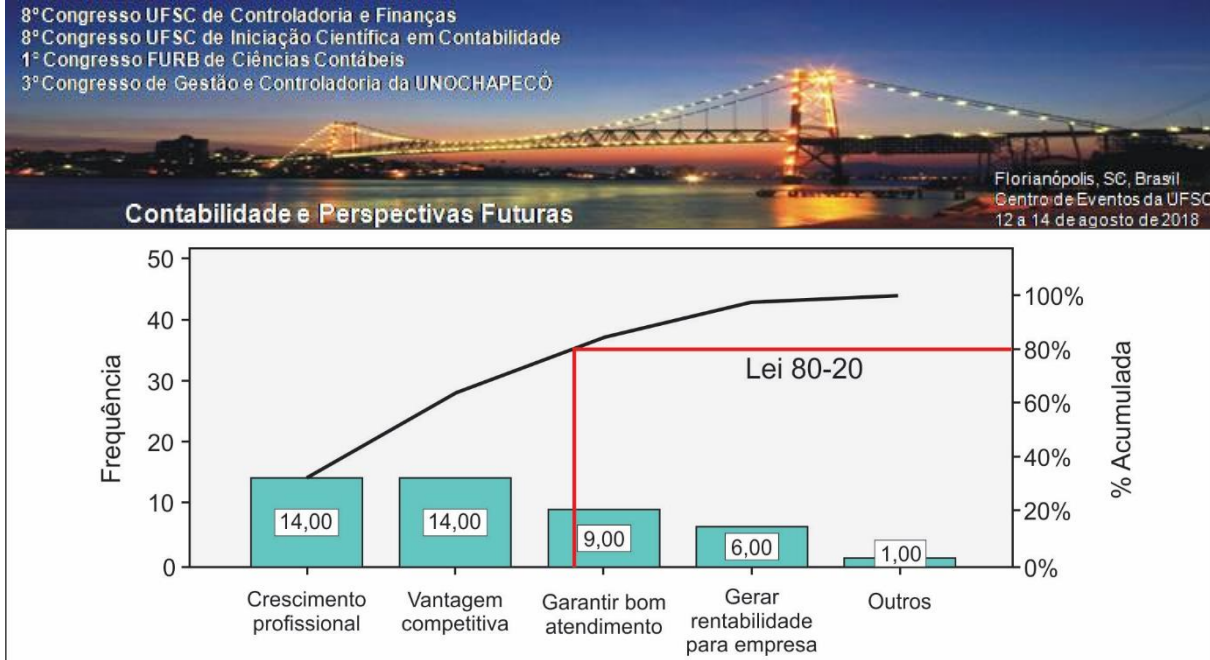 8º Congresso UFSC de Controladoria e Finanças
8º Congresso UFSC de Iniciação Científica em Contabilidade
1º Congresso FURB de Ciências Contábeis
3º Congresso de Gestão e Controladoria da UNOCHAPECÓ
Florianópolis, SC, Brasil
Centro de Eventos da UFSC
12 a 14 de agosto de 2018
Contabilidade e Perspectivas Futuras
50
40
30
20
10
0
Frequência
100%
80%
60%
40%
20%
0%
% Acumulada
Lei 80-20
14,00
14,00
9,00
6,00
1,00
Crescimento
profissional
Vantagem
competitiva
Garantir bom
atendimento
Gerar
rentabilidade
para empresa
Outros